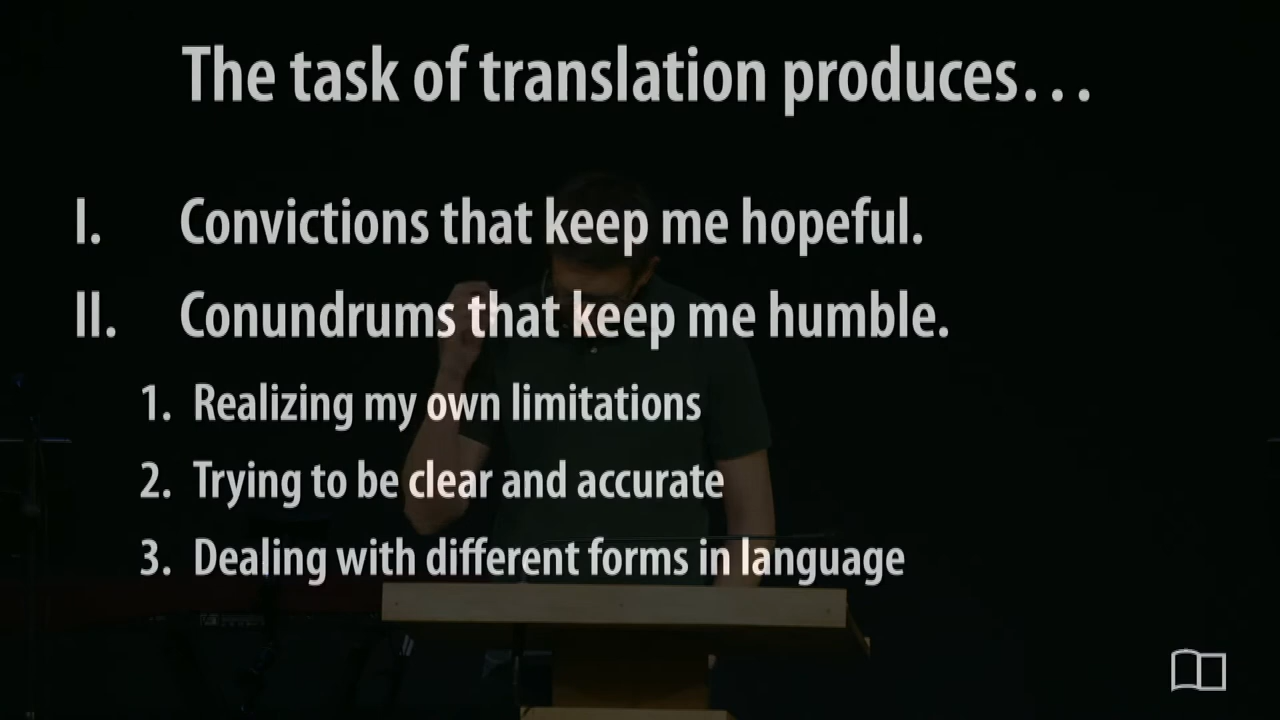 The task of translation produces…
I. Convictions that keep me hopeful.
II. Conundrums that keep me humble.
1. Realizing my own limitations
2. Trying to be clear and accurate
3. Dealing with different forms in language